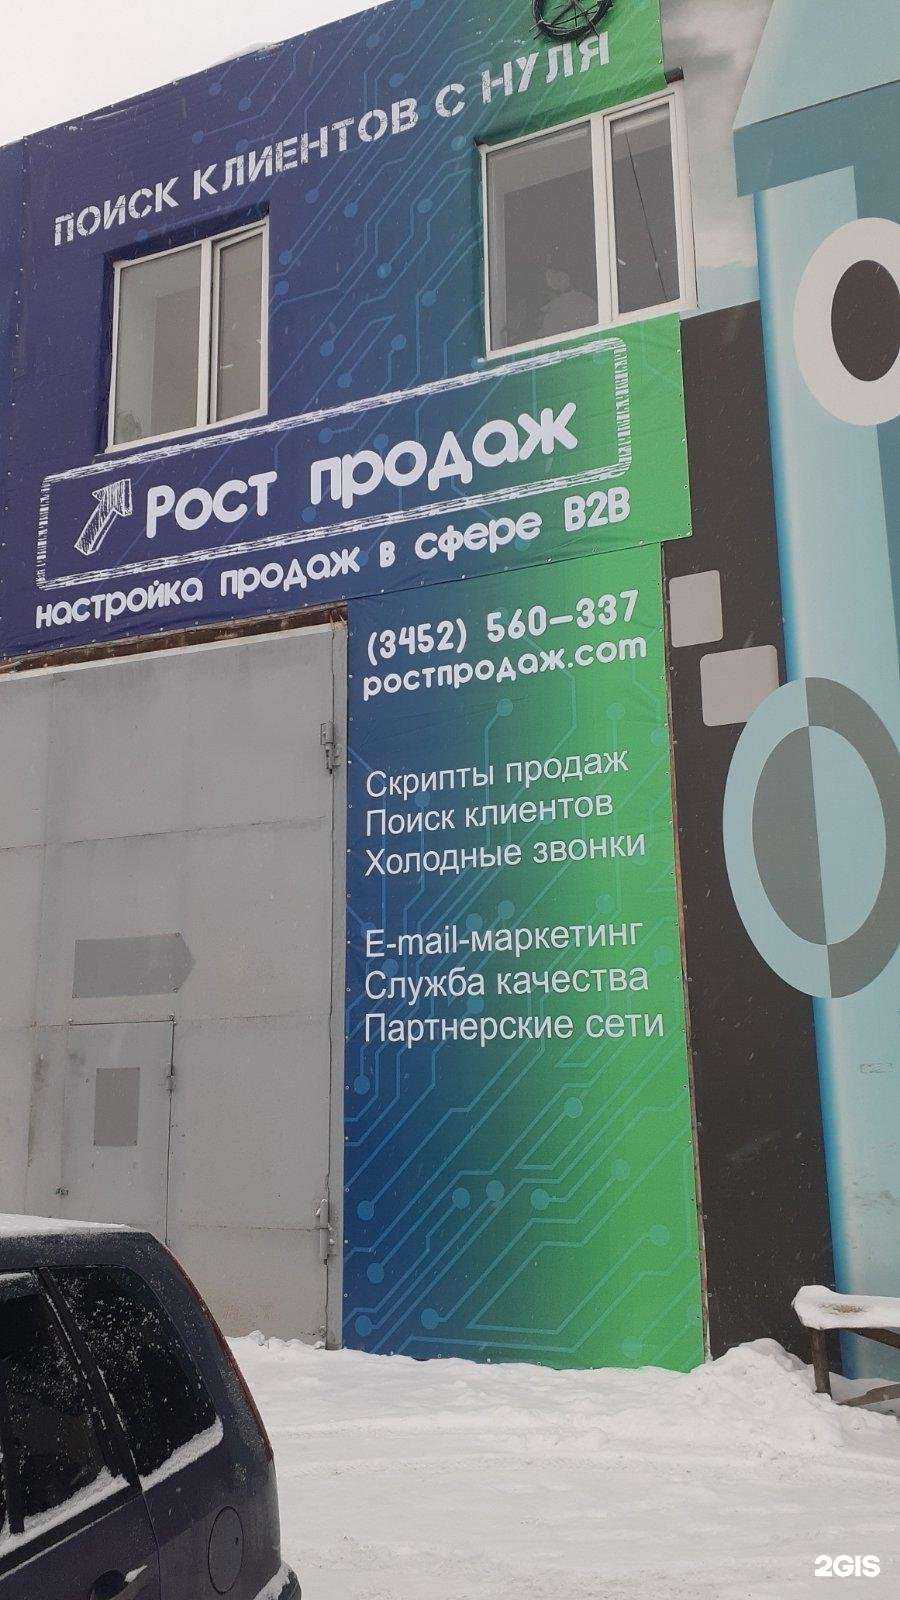 ПОИСК КЛИЕНТОВ С НУЛЯ
Рост продаж
настройка продаж в сфере B2B
(3452) 560-337
ростпродаж.com
Скрипты продаж
Поиск клиентов
Холодные звонки
E-mail-маркетинг
Служба качества
Партнерские сети
2GIS